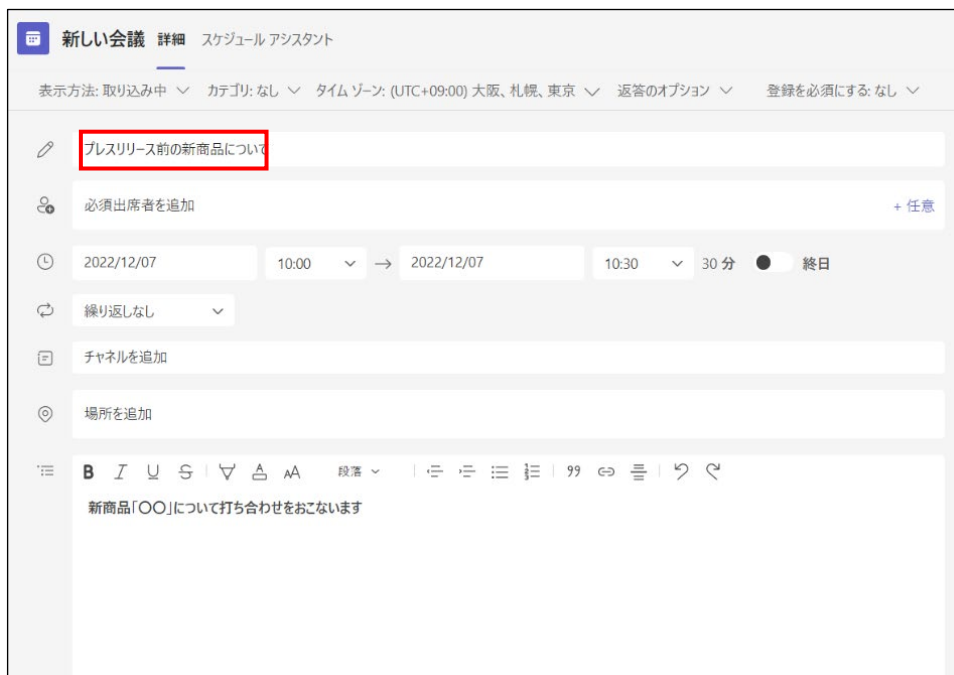 新しい会議 詳細 スケジュール アシスタント
表示方法: 取り込み中 カテゴリ: なし タイム ゾーン: (UTC+09:00) 大阪、札幌、東京 返答のオプション 登録を必須にする: なし
プレスリリース前の新商品について
必須出席者を追加 + 任意
2022/12/07 10:00 → 2022/12/07 10:30 30 分 終日
繰り返しなし
チャネルを追加
場所を追加
B I U S A AA 段落 99
新商品「〇〇」について打ち合わせをおこないます